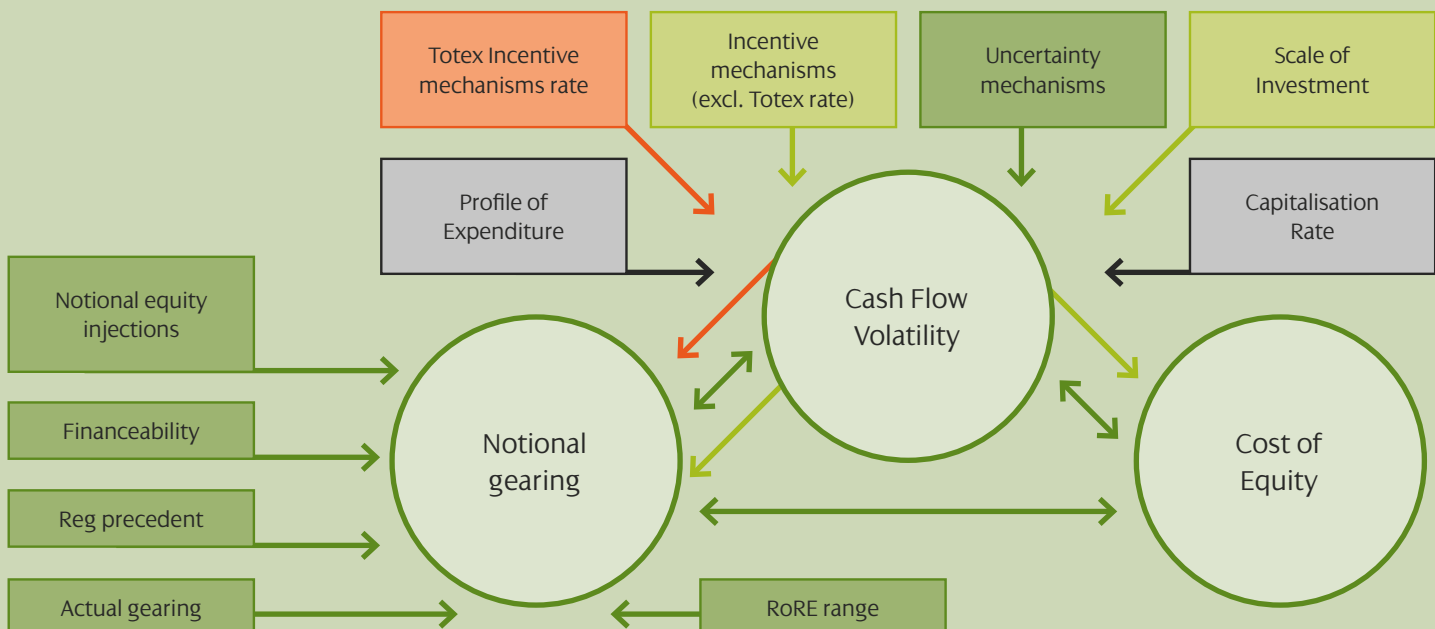 Totex Incentive
mechanisms rate
Incentive
mechanisms
(excl. Totex rate)
Uncertainty
mechanisms
Scale of
Investment
Profile of
Expenditure
Capitalisation
Rate
Notional equity
injections
Cash Flow
Volatility
Financeability
Notional
gearing
Cost of
Equity
Reg precedent
Actual gearing
RoRE range